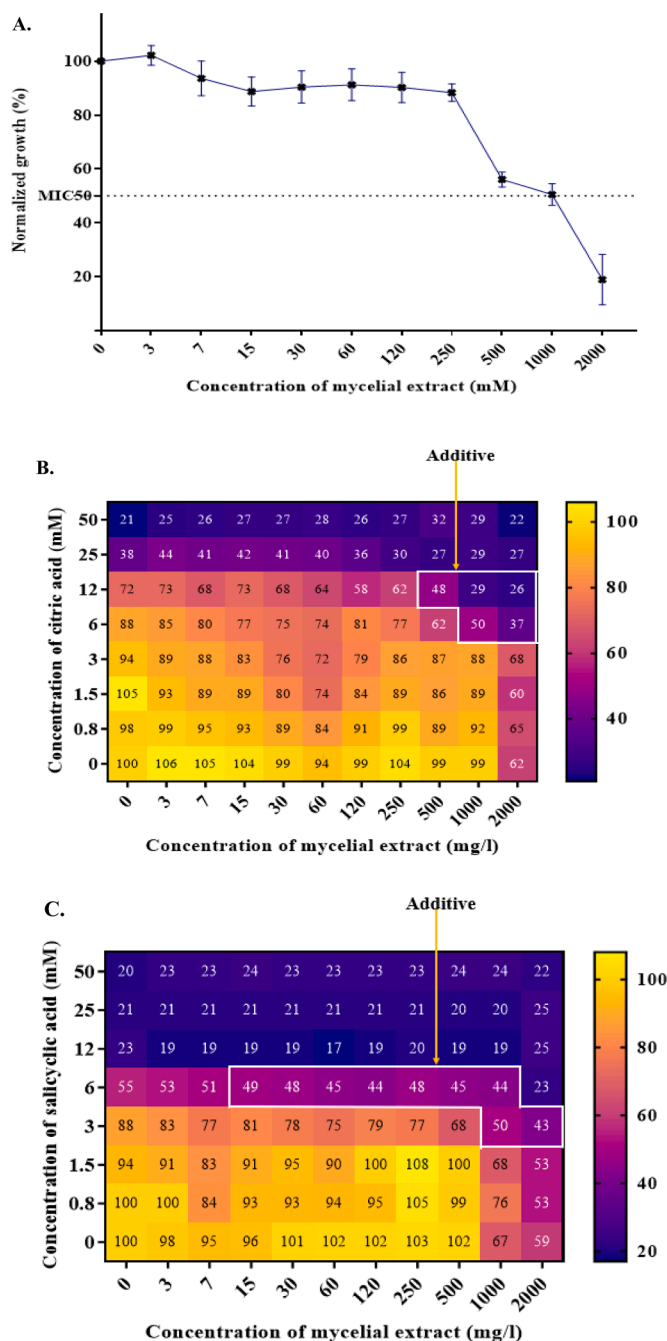 A.
Normalized growth (%)
100
80
60
MIC50
40
20
0 3 7 15 30 60 120 250 500 1000 2000
Concentration of mycelial extract (mM)
B.
Additive
Concentration of citric acid (mM)
50 21 25 26 27 27 28 26 27 32 29 22
25 38 44 41 42 41 40 36 30 27 29 27
12 72 73 68 73 68 64 58 62 48 29 26
6 88 85 80 77 75 74 81 77 62 50 37
3 94 89 88 83 76 72 79 86 87 88 68
1.5 105 93 89 89 80 74 84 89 86 89 60
0.8 98 99 95 93 89 84 91 99 89 92 65
0 100 106 105 104 99 94 99 104 99 99 62
0 3 7 15 30 60 120 250 500 1000 2000
Concentration of mycelial extract (mg/l)
100
80
60
40
C.
Additive
Concentration of salicyclic acid (mM)
50 20 23 23 24 23 23 23 23 24 24 22
25 21 21 21 21 21 21 21 21 20 20 25
12 23 19 19 19 19 17 19 20 19 19 25
6 55 53 51 49 48 45 44 48 45 44 23
3 88 83 77 81 78 75 79 77 68 50 43
1.5 94 91 83 91 95 90 100 108 100 68 53
0.8 100 100 84 93 93 94 95 105 99 76 53
0 100 98 95 96 101 102 102 103 102 67 59
0 3 7 15 30 60 120 250 500 1000 2000
Concentration of mycelial extract (mg/l)
100
80
60
40
20